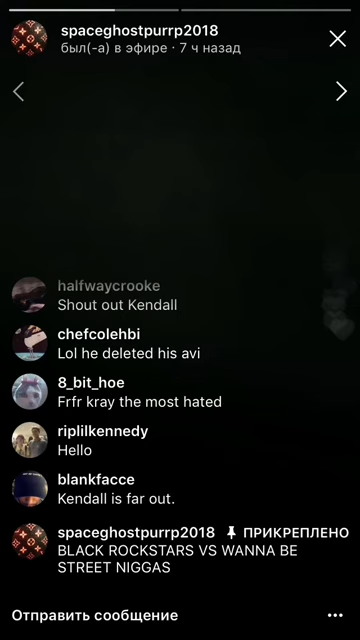 spaceghostpurrp2018
был(-а) в эфире · 7 ч назад
halfwaycrooke
Shout out Kendall
chefcolehbi
Lol he deleted his avi
8_bit_hoe
Frfr kray the most hated
riplilkennedy
Hello
blankfacce
Kendall is far out.
spaceghostpurrp2018 ПРИКРЕПЛЕНО
BLACK ROCKSTARS VS WANNA BE
STREET NIGGAS
Отправить сообщение